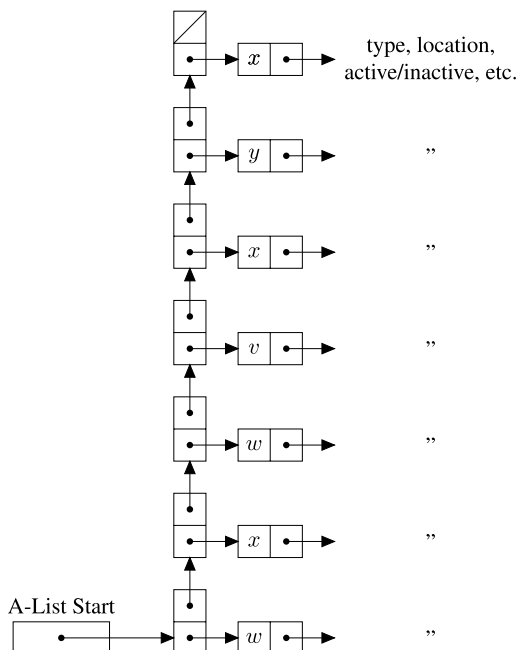 x
type, location,
active/inactive, etc.
y ”
x ”
v ”
w ”
x ”
A-List Start
w ”